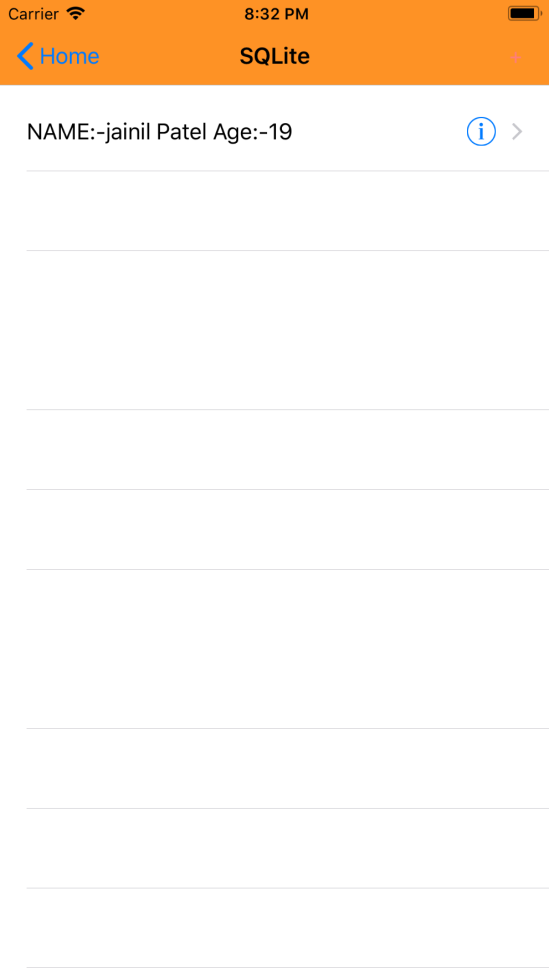 Carrier 8:32 PM
Home SQLite
NAME:-jainil Patel Age:-19